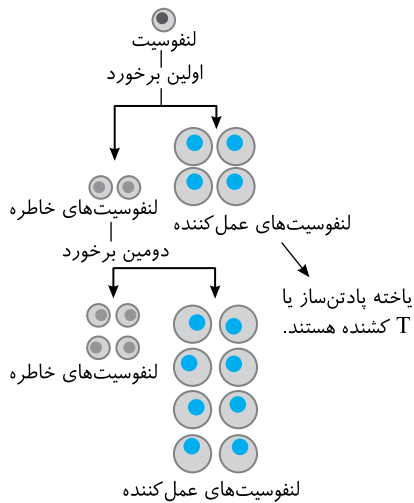 لنفوسیت
اولین برخورد
لنفوسیت‌های خاطره
لنفوسیت‌های عمل‌کننده
دومین برخورد
یاخته پادتن‌ساز یا
T کشنده هستند.
لنفوسیت‌های خاطره
لنفوسیت‌های عمل‌کننده